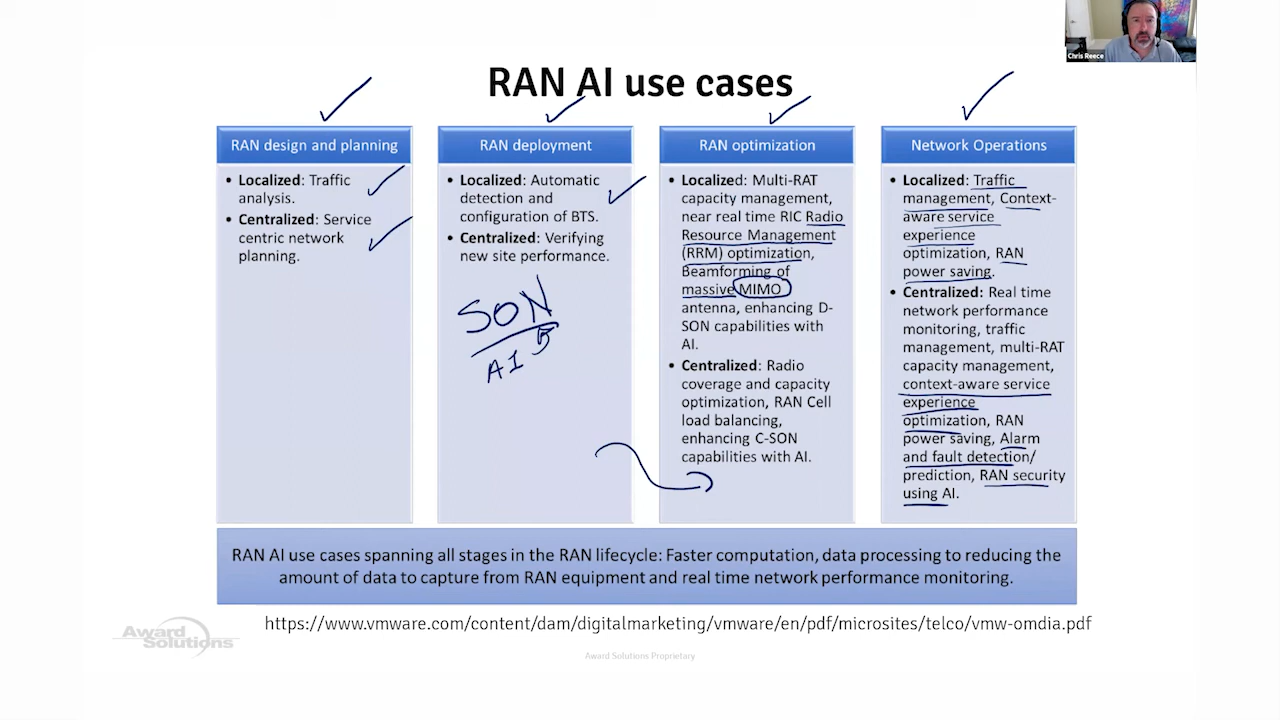 Chris Reece
RAN AI use cases
RAN design and planning
• Localized: Traffic
analysis.
• Centralized: Service
centric network
planning.
RAN deployment
• Localized: Automatic
detection and
configuration of BTS.
• Centralized: Verifying
new site performance.
SON
AI
RAN optimization
• Localized: Multi-RAT
capacity management,
near real time RIC Radio
Resource Management
(RRM) optimization,
Beamforming of
massive MIMO
antenna, enhancing D-
SON capabilities with
AI.
• Centralized: Radio
coverage and capacity
optimization, RAN Cell
load balancing,
enhancing C-SON
capabilities with AI.
Network Operations
• Localized: Traffic
management, Context-
aware service
experience
optimization, RAN
power saving.
• Centralized: Real time
network performance
monitoring, traffic
management, multi-RAT
capacity management,
context-aware service
experience
optimization, RAN
power saving, Alarm
and fault detection/
prediction, RAN security
using AI.
RAN AI use cases spanning all stages in the RAN lifecycle: Faster computation, data processing to reducing the
amount of data to capture from RAN equipment and real time network performance monitoring.
https://www.vmware.com/content/dam/digitalmarketing/vmware/en/pdf/microsites/telco/vmw-omdia.pdf
Award
Solutions
Award Solutions Proprietary